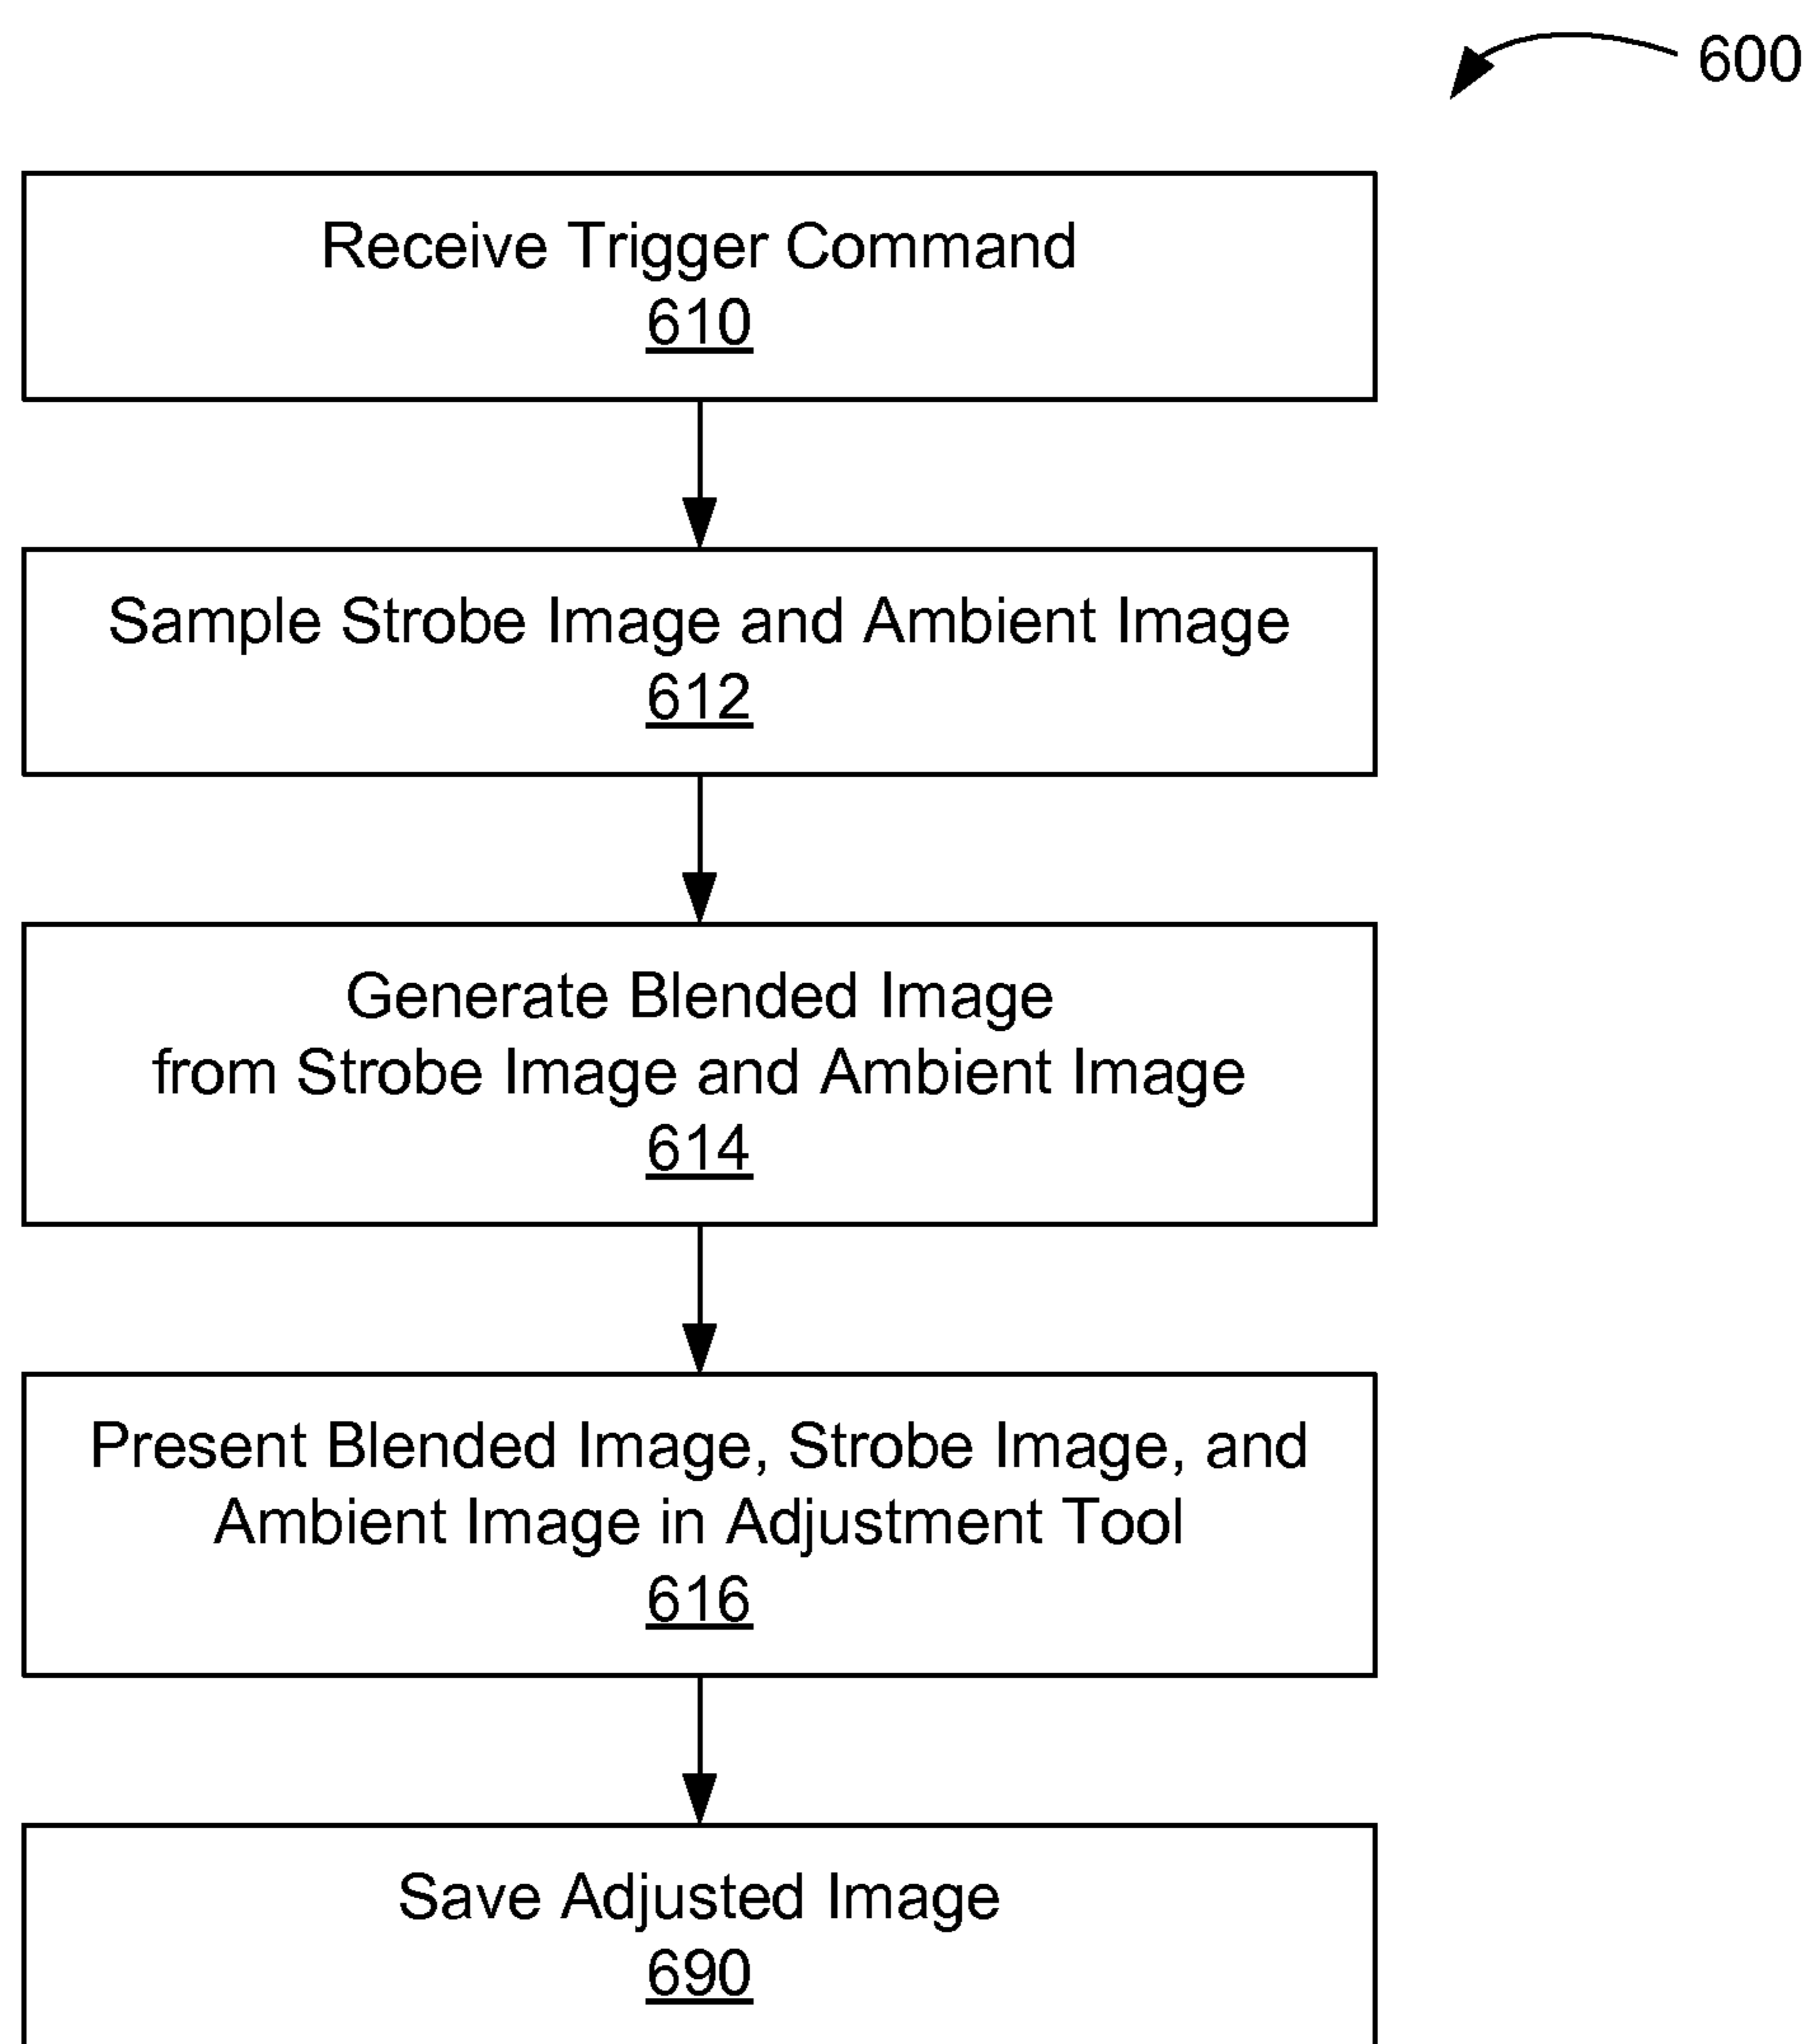 600
Receive Trigger Command
610
Sample Strobe Image and Ambient Image
612
Generate Blended Image
from Strobe Image and Ambient Image
614
Present Blended Image, Strobe Image, and
Ambient Image in Adjustment Tool
616
Save Adjusted Image
690